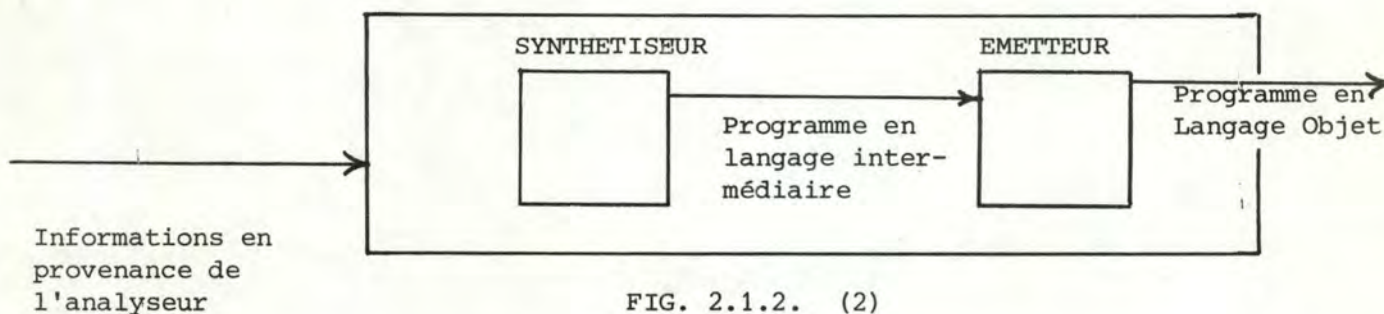 SYNTHETISEUR
EMETTEUR
Programme en
langage inter-
médiaire
Programme en
Langage Objet
Informations en
provenance de
l'analyseur
FIG. 2.1.2. (2)